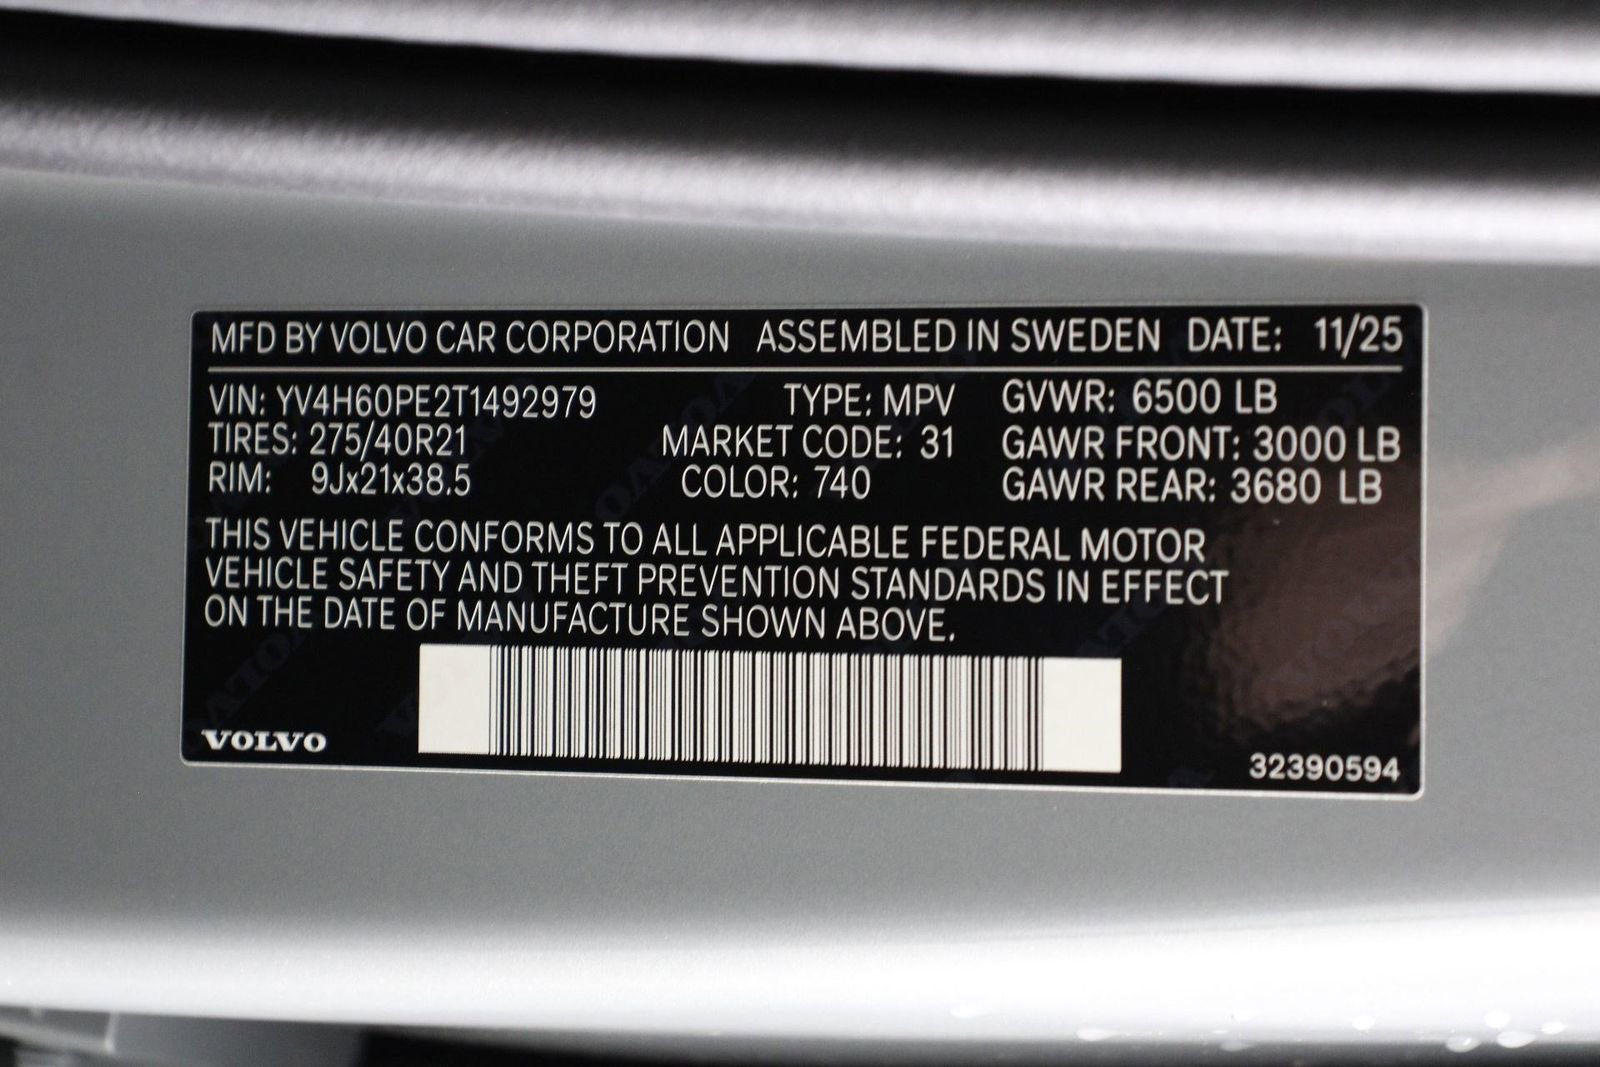 MFD BY VOLVO CAR CORPORATION ASSEMBLED IN SWEDEN DATE: 11/25
VIN: YV4H60PE2T1492979 TYPE: MPV GVWR: 6500 LB
TIRES: 275/40R21 MARKET CODE: 31 GAWR FRONT: 3000 LB
RIM: 9Jx21x38.5 COLOR: 740 GAWR REAR: 3680 LB
THIS VEHICLE CONFORMS TO ALL APPLICABLE FEDERAL MOTOR
VEHICLE SAFETY AND THEFT PREVENTION STANDARDS IN EFFECT
ON THE DATE OF MANUFACTURE SHOWN ABOVE.
VOLVO
32390594